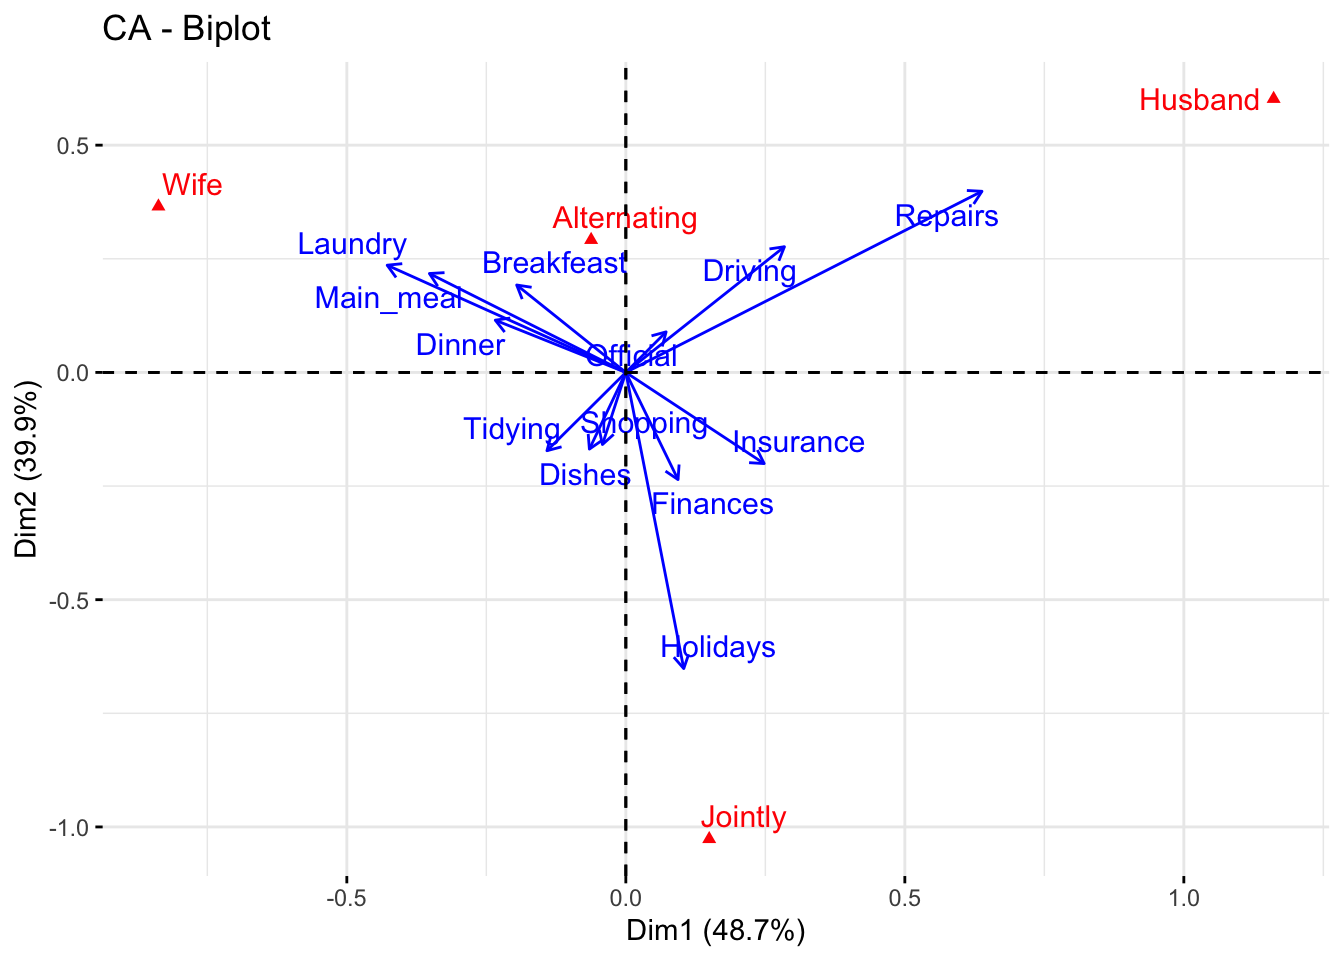 CA - Biplot
Husband
0.5
Wife
Alternating
Repairs
Laundry
Breakfeast
Driving
Main_meal
Dinner
Official
0.0
Tidying
Shopping
Insurance
Dishes
Finances
-0.5
Holidays
Jointly
-1.0
Dim2 (39.9%)
-0.5
0.0
0.5
1.0
Dim1 (48.7%)